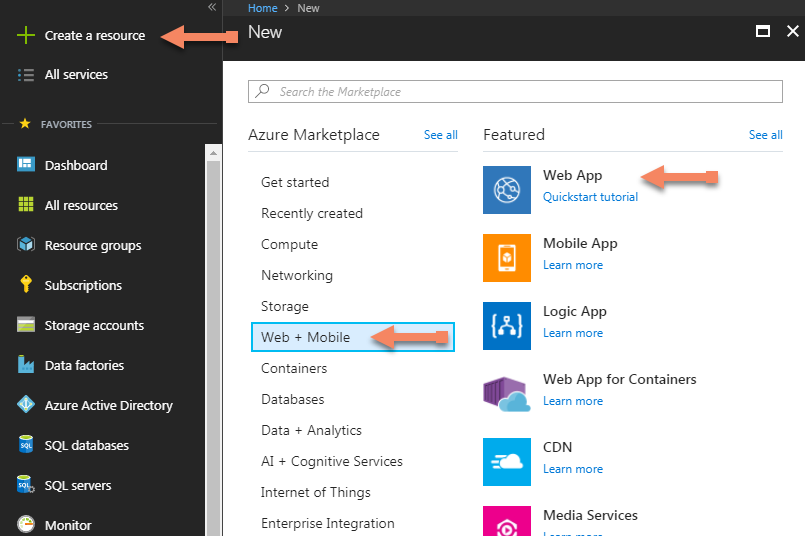 Create a resource
All services
FAVORITES
Dashboard
All resources
Resource groups
Subscriptions
Storage accounts
Data factories
Azure Active Directory
SQL databases
SQL servers
Monitor
Home > New
New
Search the Marketplace
Azure Marketplace
See all
Get started
Recently created
Compute
Networking
Storage
Web + Mobile
Containers
Databases
Data + Analytics
AI + Cognitive Services
Internet of Things
Enterprise Integration
Featured
See all
Web App
Quickstart tutorial
Mobile App
Learn more
Logic App
Learn more
Web App for Containers
Learn more
CDN
Learn more
Media Services
Learn more